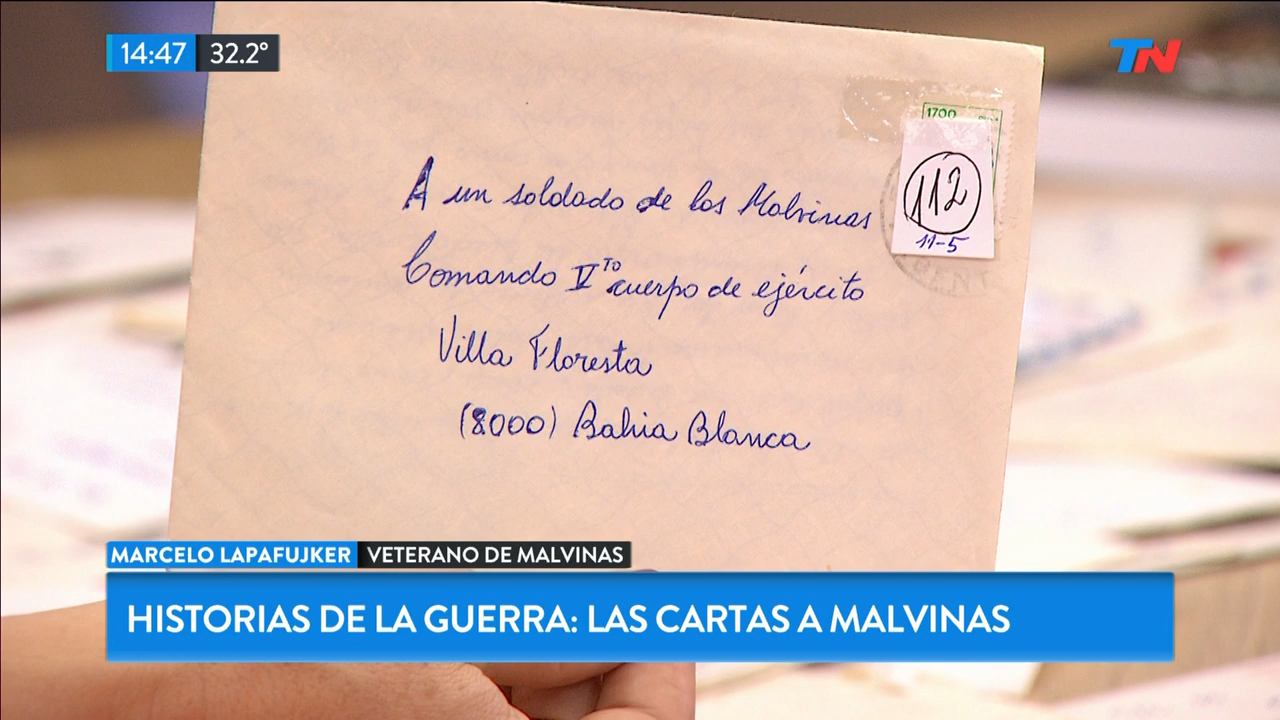 14:47 32.2°
TN
1700
112
11-5
A un soldado de las Malvinas
Comando V TO cuerpo de ejército
Villa Floresta
(8000) Bahia Blanca
MARCELO LAPAFUJKER VETERANO DE MALVINAS
HISTORIAS DE LA GUERRA: LAS CARTAS A MALVINAS